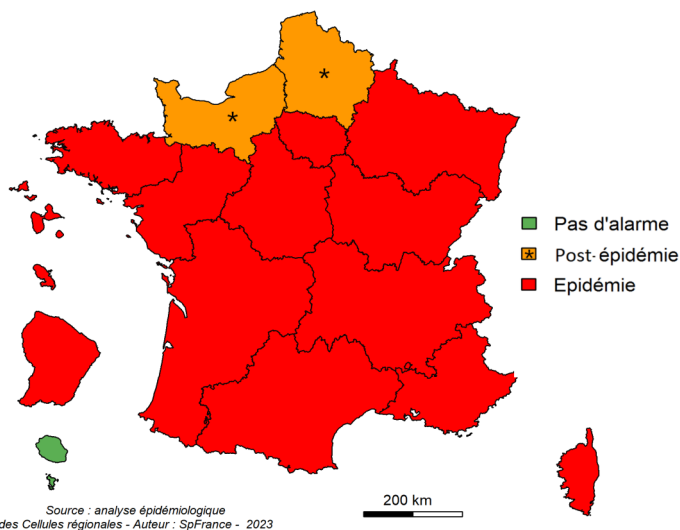 Pas d'alarme
* Post-épidémie
Epidémie
*
*
200 km
Source : analyse épidémiologique
des Cellules régionales - Auteur : SpFrance - 2023